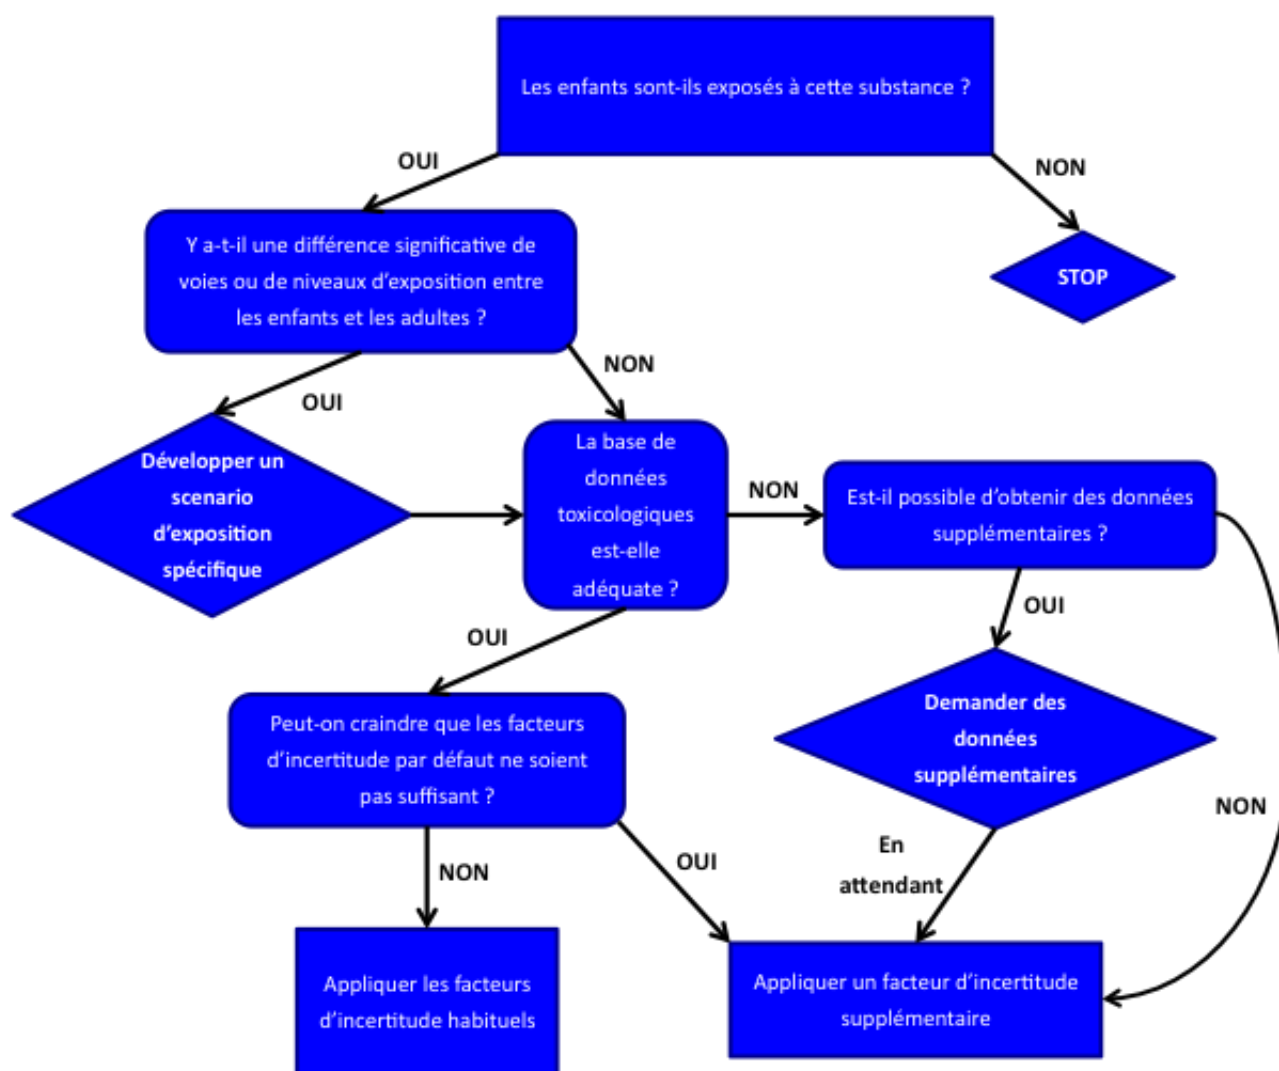 Les enfants sont-ils exposés à cette substance ?
OUI
NON
Y a-t-il une différence significative de
voies ou de niveaux d'exposition entre
les enfants et les adultes ?
STOP
OUI
NON
Développer un
scenario
d'exposition
spécifique
La base de
données
toxicologiques
est-elle
adéquate ?
NON
Est-il possible d'obtenir des données
supplémentaires ?
OUI
OUI
Peut-on craindre que les facteurs
d'incertitude par défaut ne soient
pas suffisant ?
Demander des
données
supplémentaires
NON
NON
OUI
En
attendant
Appliquer les facteurs
d'incertitude habituels
Appliquer un facteur d'incertitude
supplémentaire